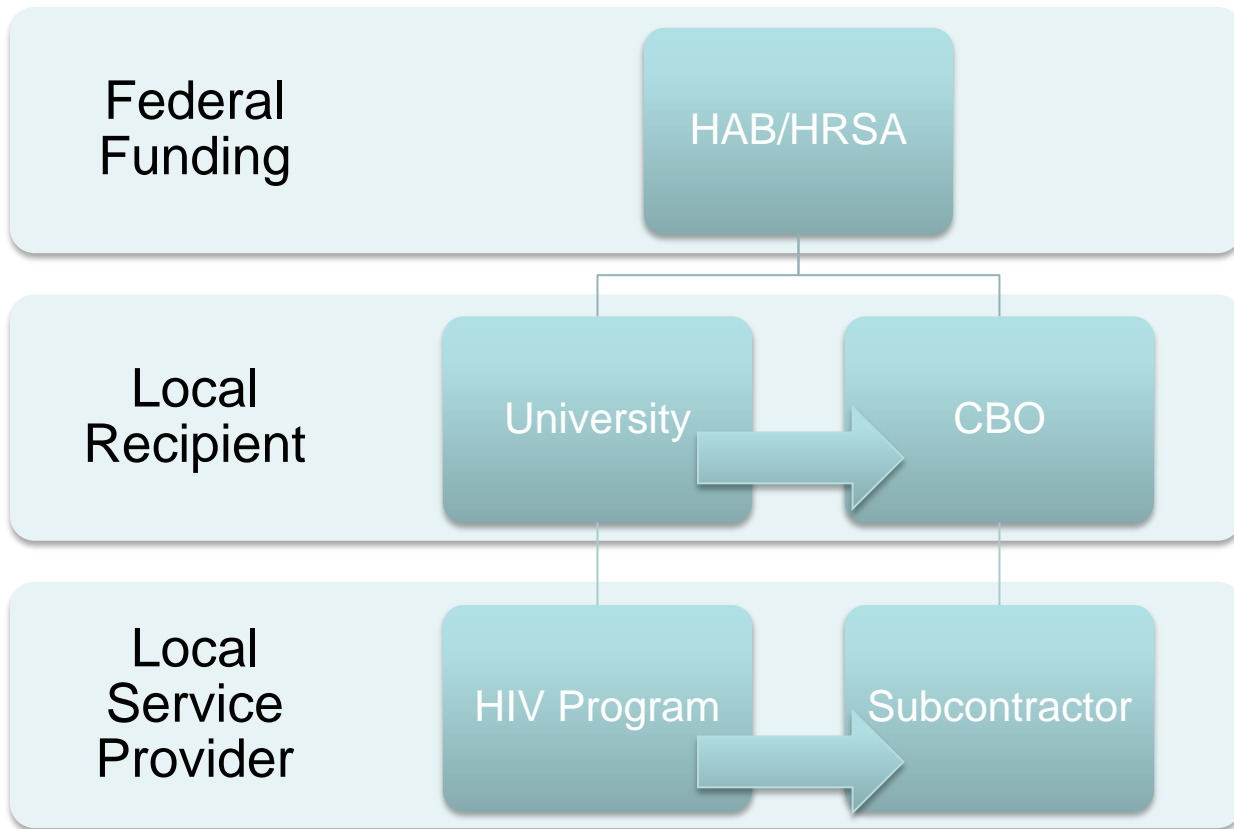 Federal
Funding
HAB/HRSA
Local
Recipient
University
CBO
Local
Service
Provider
HIV Program
Subcontractor